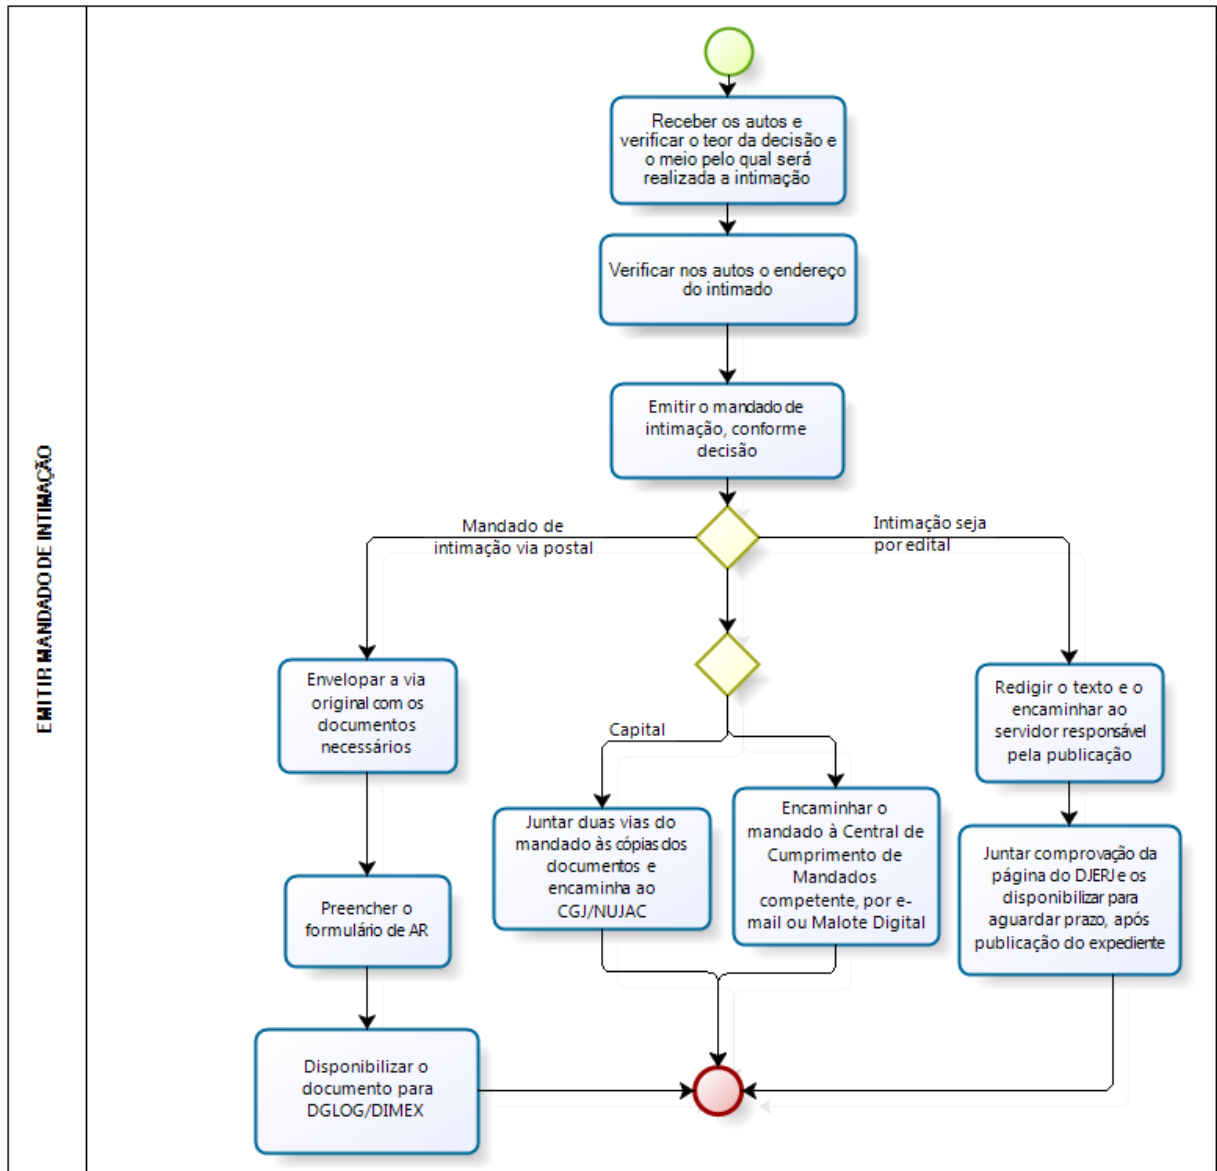 EMITIR MANDADO DE INTIMAÇÃO
Receber os autos e
verificar o teor da decisão e
o meio pelo qual será
realizada a intimação
Verificar nos autos o endereço
do intimado
Emitir o mandado de
intimação, conforme
decisão
Mandado de
intimação via postal
Intimação seja
por edital
Envelopar a via
original com os
documentos
necessários
Preencher o
formulário de AR
Disponibilizar o
documento para
DGLOG/DIMEX
Capital
Juntar duas vias do
mandado às cópias dos
documentos e
encaminha ao
CGJ/NUJAC
Encaminhar o
mandado à Central de
Cumprimento de
Mandados
competente, por e-
mail ou Malote Digital
Redigir o texto e o
encaminhar ao
servidor responsável
pela publicação
Juntar comprovação da
página do DJERJ e os
disponibilizar para
aguardar prazo, após
publicação do expediente